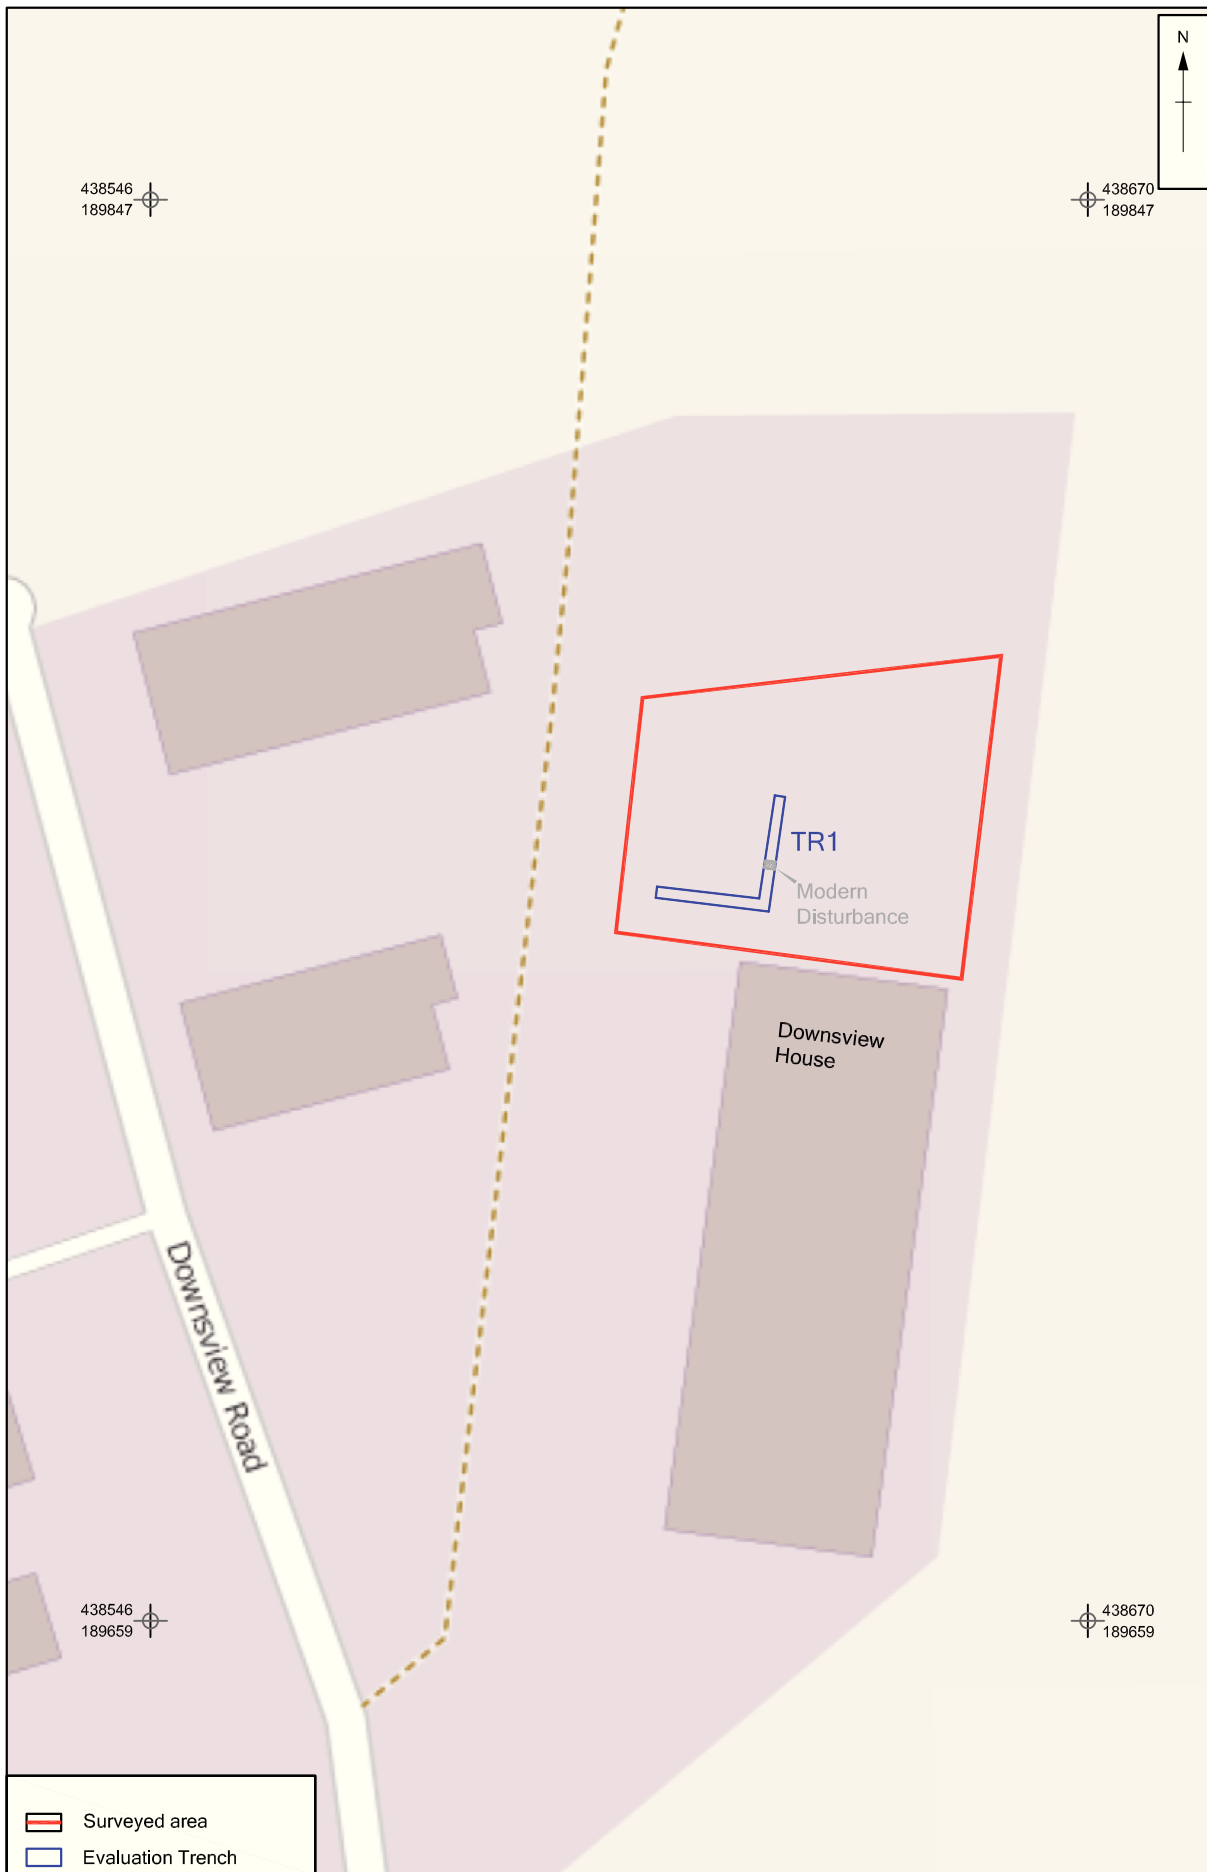 N
438546
189847
438670
189847
TR1
Modern
Disturbance
Downsview
House
Downsview Road
438546
189659
438670
189659
Surveyed area
Evaluation Trench